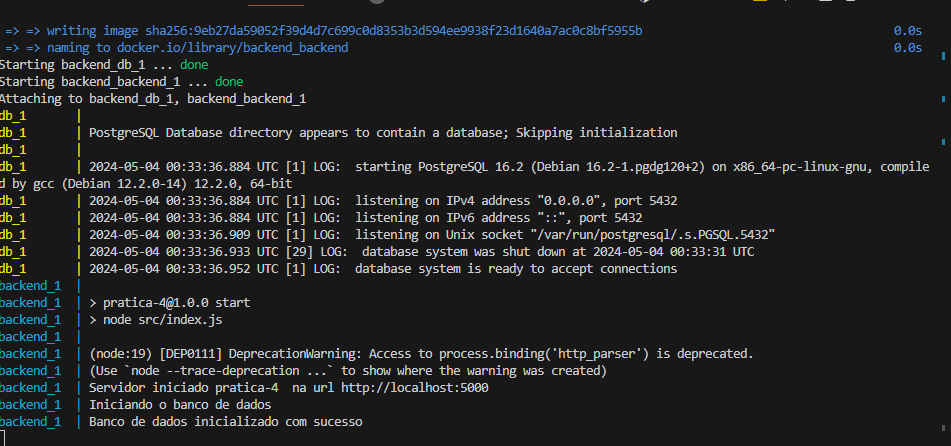 => => writing image sha256:9eb27da59052f39d4d7c699c0d8353b3d594ee9938f23d1640a7ac0c8bf5955b 0.0s
=> => naming to docker.io/library/backend_backend 0.0s
Starting backend_db_1 ... done
Starting backend_backend_1 ... done
Attaching to backend_db_1, backend_backend_1
db_1 |
db_1 | PostgreSQL Database directory appears to contain a database; Skipping initialization
db_1 |
db_1 | 2024-05-04 00:33:36.884 UTC [1] LOG: starting PostgreSQL 16.2 (Debian 16.2-1.pgdg120+2) on x86_64-pc-linux-gnu, compile
d by gcc (Debian 12.2.0-14) 12.2.0, 64-bit
db_1 | 2024-05-04 00:33:36.884 UTC [1] LOG: listening on IPv4 address "0.0.0.0", port 5432
db_1 | 2024-05-04 00:33:36.884 UTC [1] LOG: listening on IPv6 address "::", port 5432
db_1 | 2024-05-04 00:33:36.909 UTC [1] LOG: listening on Unix socket "/var/run/postgresql/.s.PGSQL.5432"
db_1 | 2024-05-04 00:33:36.933 UTC [29] LOG: database system was shut down at 2024-05-04 00:33:31 UTC
db_1 | 2024-05-04 00:33:36.952 UTC [1] LOG: database system is ready to accept connections
backend_1 |
backend_1 | > pratica-4@1.0.0 start
backend_1 | > node src/index.js
backend_1 |
backend_1 | (node:19) [DEP0111] DeprecationWarning: Access to process.binding('http_parser') is deprecated.
backend_1 | (Use `node --trace-deprecation ...` to show where the warning was created)
backend_1 | Servidor iniciado pratica-4 na url http://localhost:5000
backend_1 | Iniciando o banco de dados
backend_1 | Banco de dados inicializado com sucesso